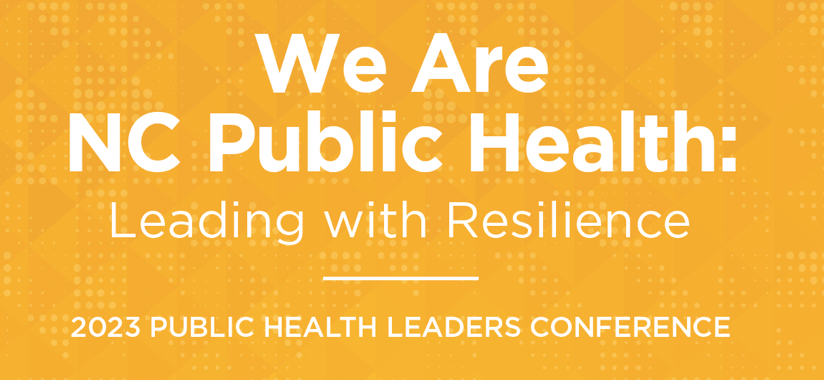 We Are
NC Public Health:
Leading with Resilience
2023 PUBLIC HEALTH LEADERS CONFERENCE